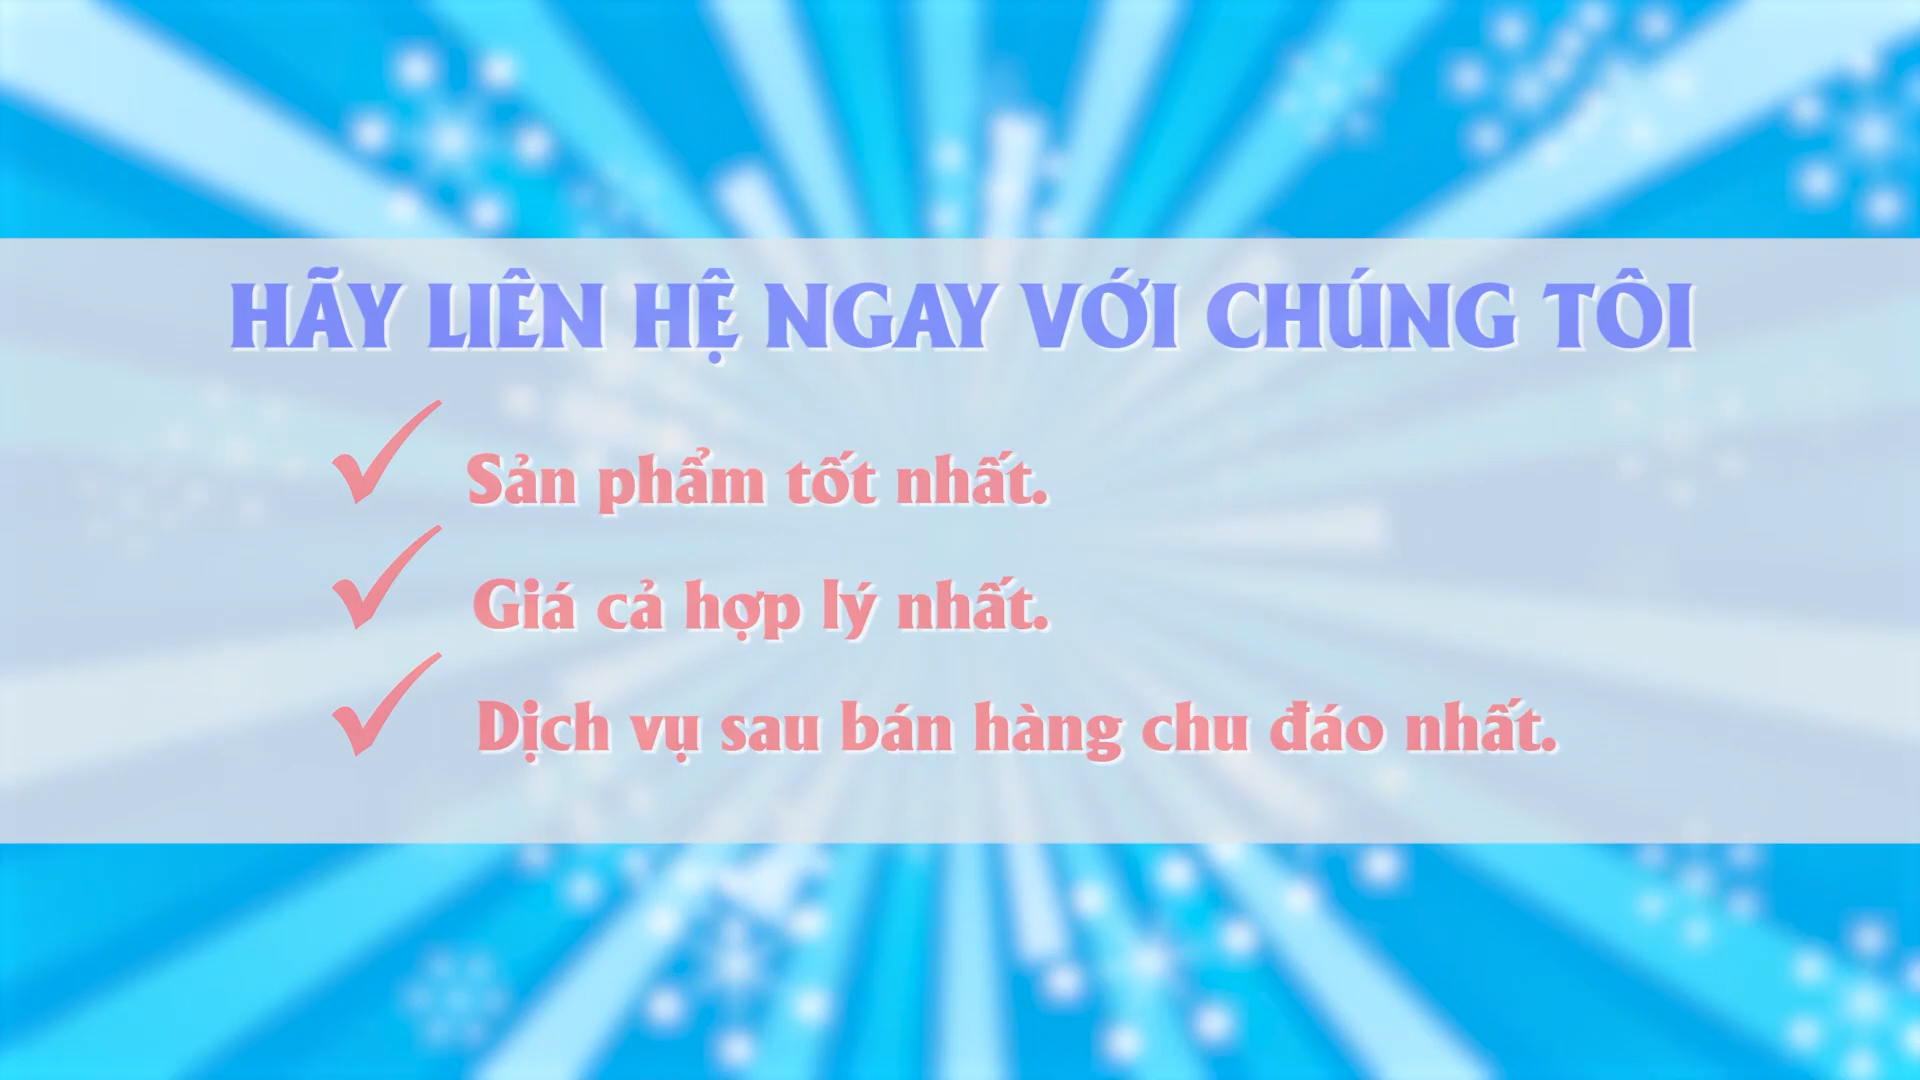 HÃY LIÊN HỆ NGAY VỚI CHÚNG TÔI
Sản phẩm tốt nhất.
Giá cả hợp lý nhất.
Dịch vụ sau bán hàng chu đáo nhất.